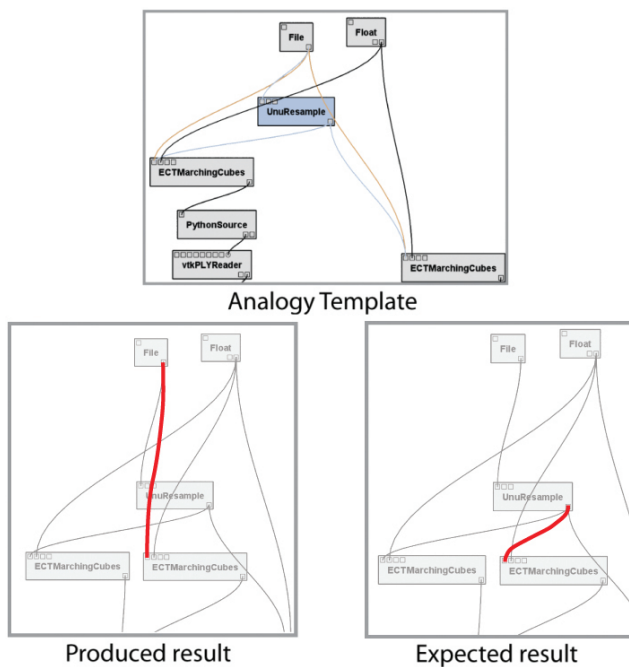 File
Float
UnuResample
ECTMarchingCubes
PythonSource
vtkPLYReader
ECTMarchingCubes
Analogy Template
File
Float
UnuResample
ECTMarchingCubes
ECTMarchingCubes
Produced result
File
Float
UnuResample
ECTMarchingCubes
ECTMarchingCubes
Expected result